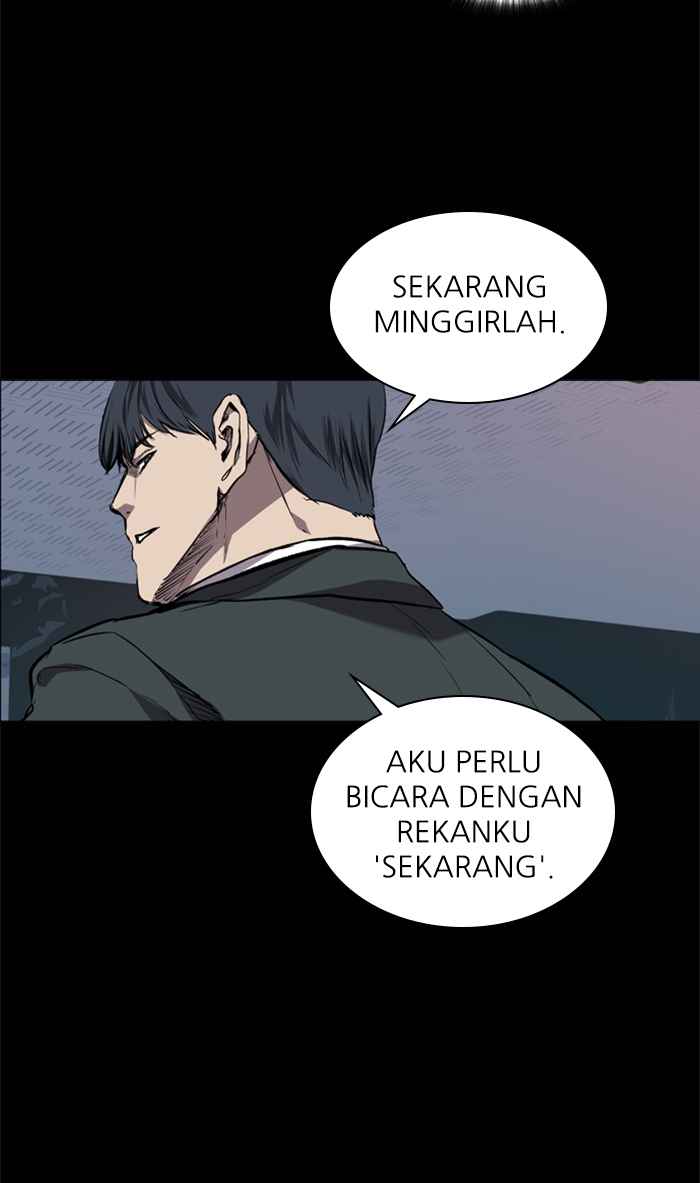 SEKARANG
MINGGIRLAH.
AKU PERLU
BICARA DENGAN
REKANKU
'SEKARANG'.